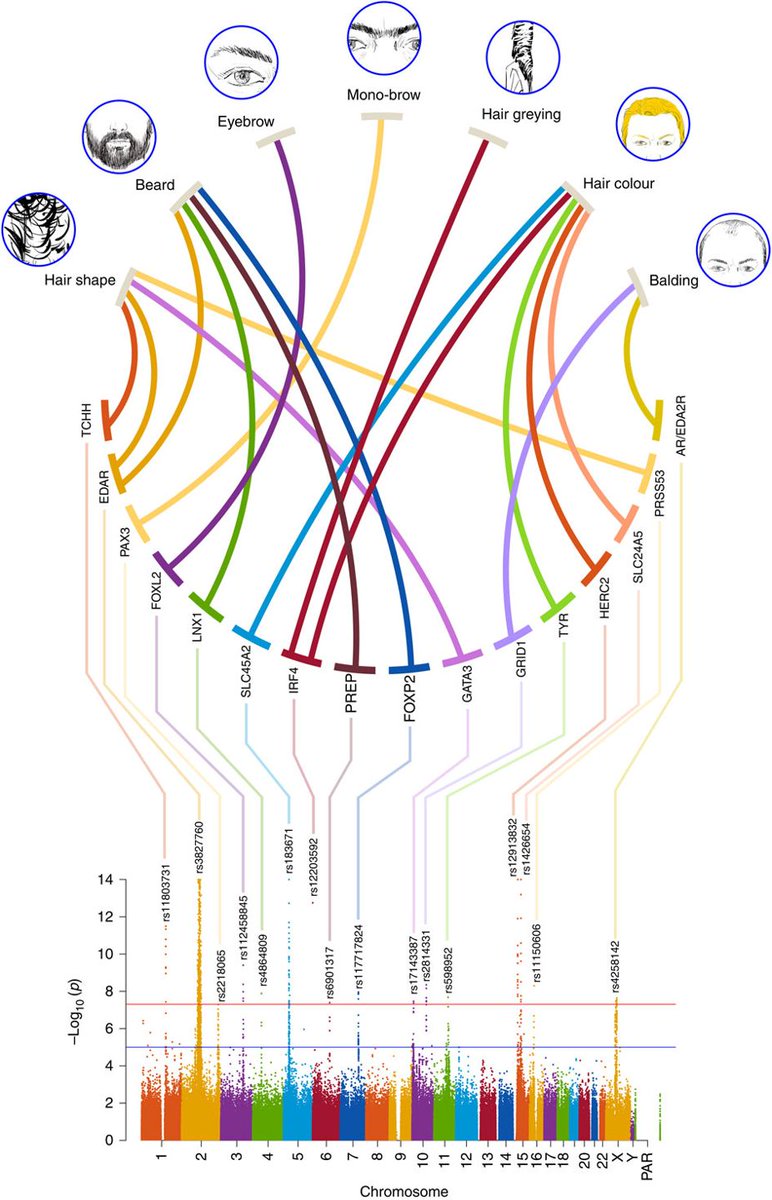 Mono-brow
Hair greying
Eyebrow
Beard
Hair colour
Hair shape
Balding
TCHH
EDAR
PAX3
FOXL2
LNX1
SLC45A2
IRF4
PREP
FOXP2
GATA3
GRID1
TYR
HERC2
SLC24A5
PRSS53
AR/EDA2R
rs11803731
rs3827760
rs2218065
rs112458845
rs4864809
rs183671
rs12203592
rs6901317
rs117717824
rs17143387
rs2814331
rs598952
rs12913832
rs1426654
rs11150606
rs4258142
−Log10 (p)
14
12
10
8
6
4
2
0
1 2 3 4 5 6 7 8 9 10 11 12 13 14 15 16 17 18 20 22 X Y PAR
Chromosome